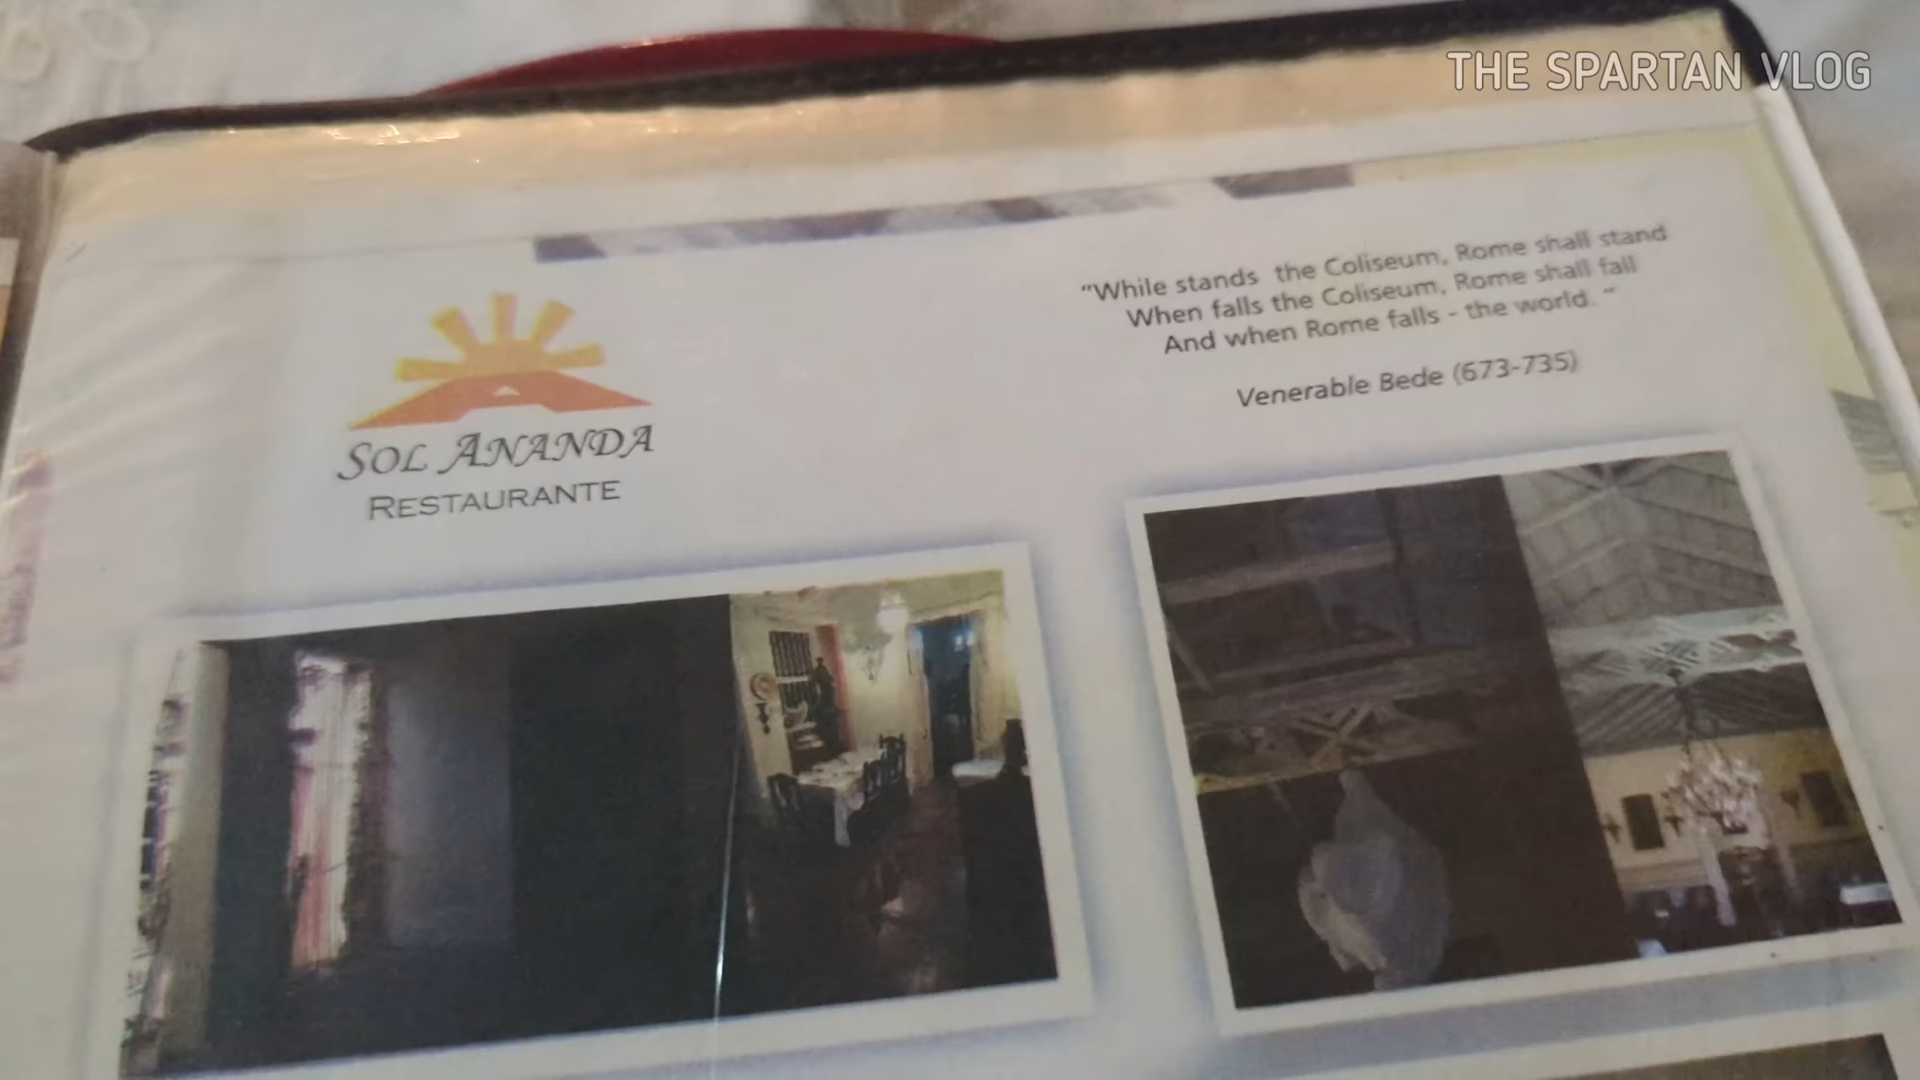 THE SPARTAN VLOG
"While stands the Coliseum, Rome shall stand
When falls the Coliseum, Rome shall fall
And when Rome falls - the world. "
Venerable Bede (673-735)
SOL ANANDA
RESTAURANTE